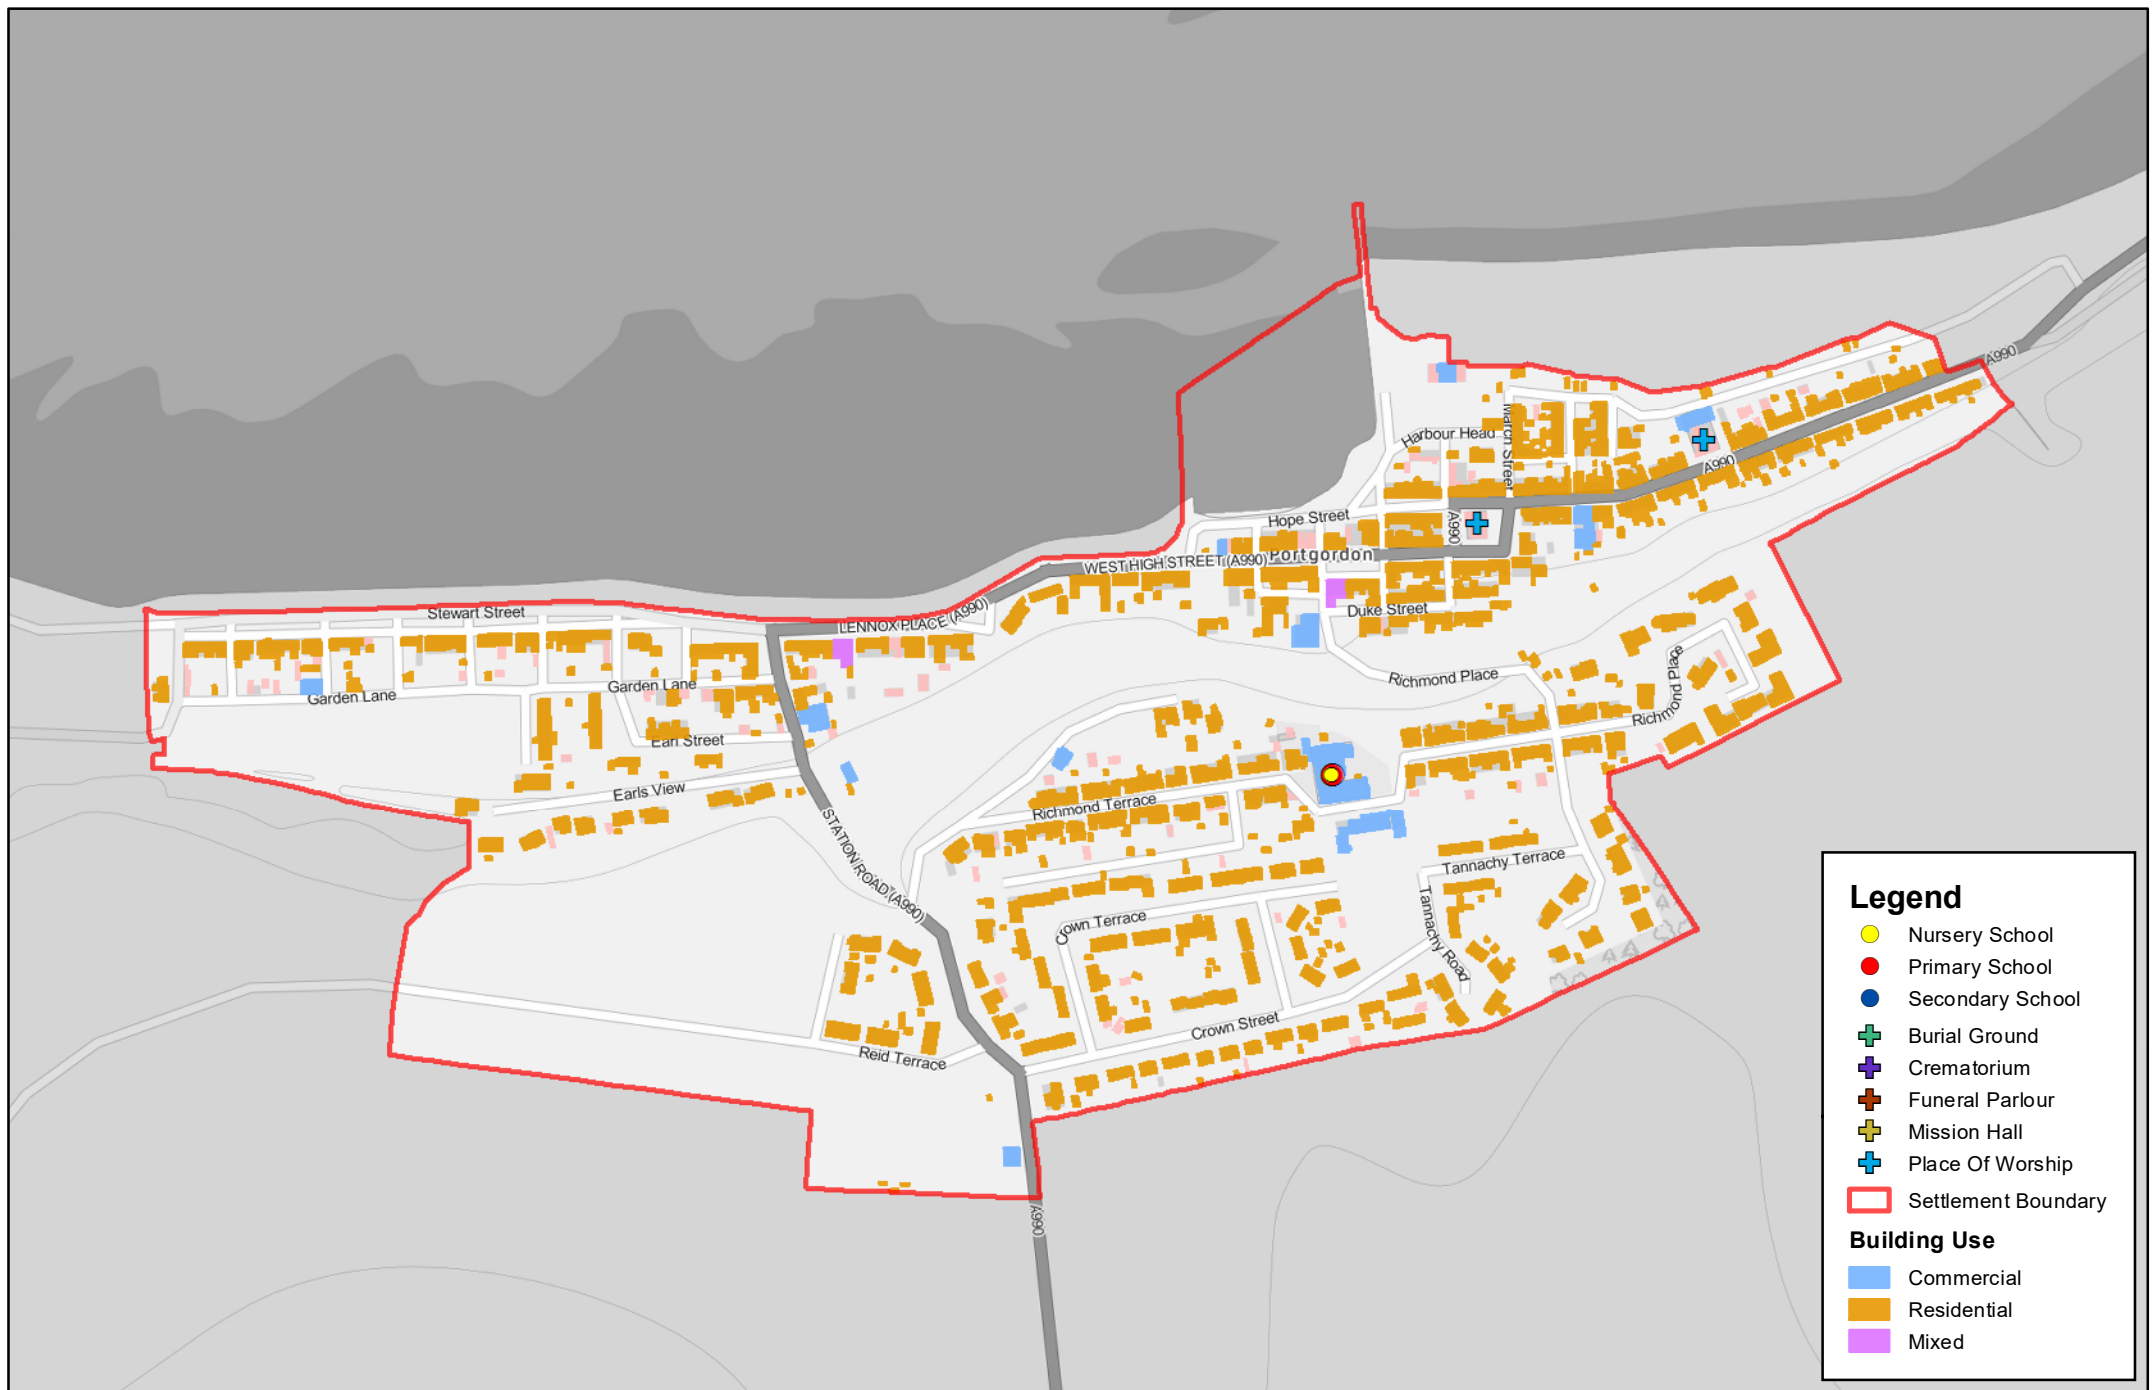 A990
March Street
Harbour Head
A990
Hope Street
A990
Portgordon
WEST HIGH STREET (A990)
Stewart Street
LENNOX PLACE (A990)
Duke Street
Richmond Place
Richmond Place
Garden Lane
Garden Lane
Earl Street
Earls View
Richmond Terrace
STATION ROAD (A990)
Tannachy Terrace
Crown Terrace
Tannachy Road
Crown Street
Reid Terrace
A990
Legend
Nursery School
Primary School
Secondary School
Burial Ground
Crematorium
Funeral Parlour
Mission Hall
Place Of Worship
Settlement Boundary
Building Use
Commercial
Residential
Mixed